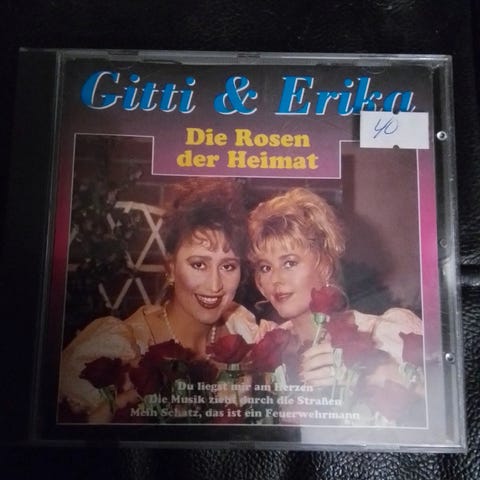 Gitti & Erika
40
Die Rosen
der Heimat
Du liegst mir am Herzen
Die Musik zieht durch die Straßen
Mein Schatz, das ist ein Feuerwehrmann